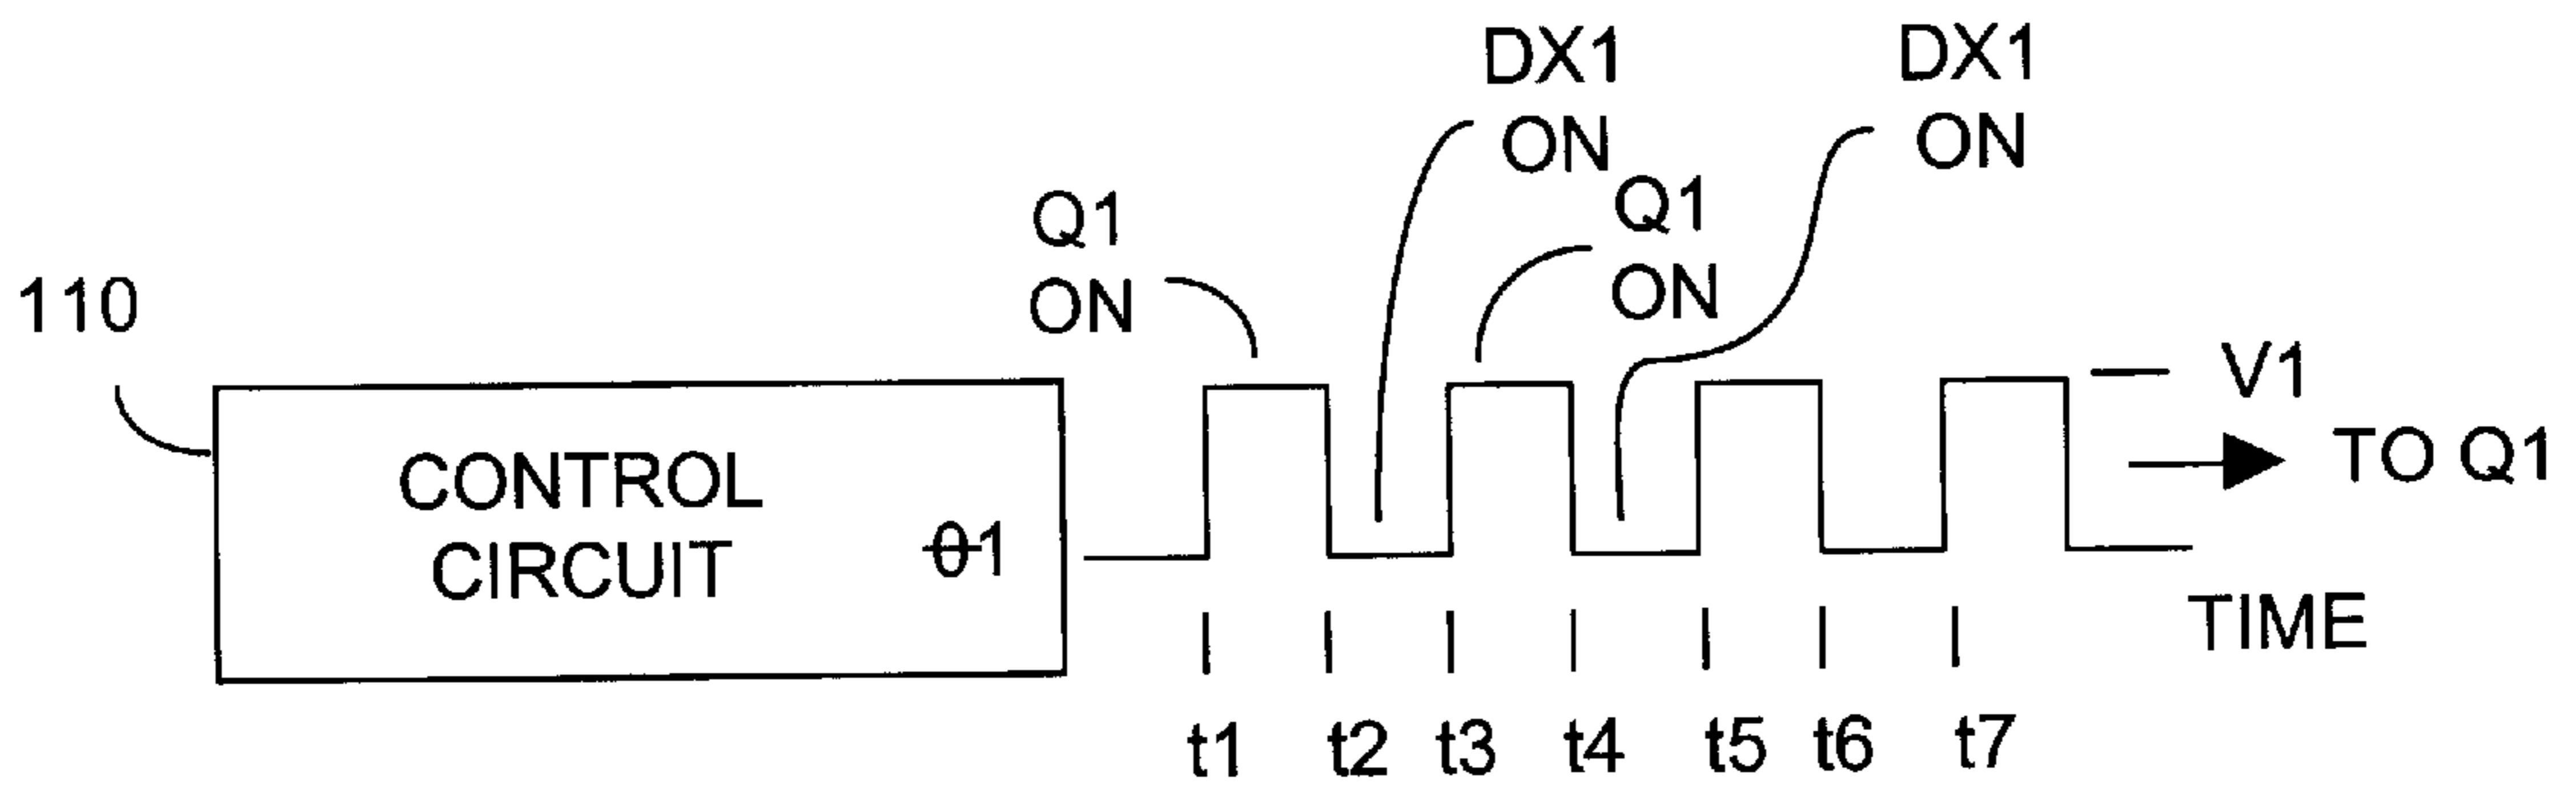 DX1
ON
DX1
ON
Q1
ON
Q1
ON
110
CONTROL
CIRCUIT
θ1
V1
TO Q1
TIME
t1 t2 t3 t4 t5 t6 t7